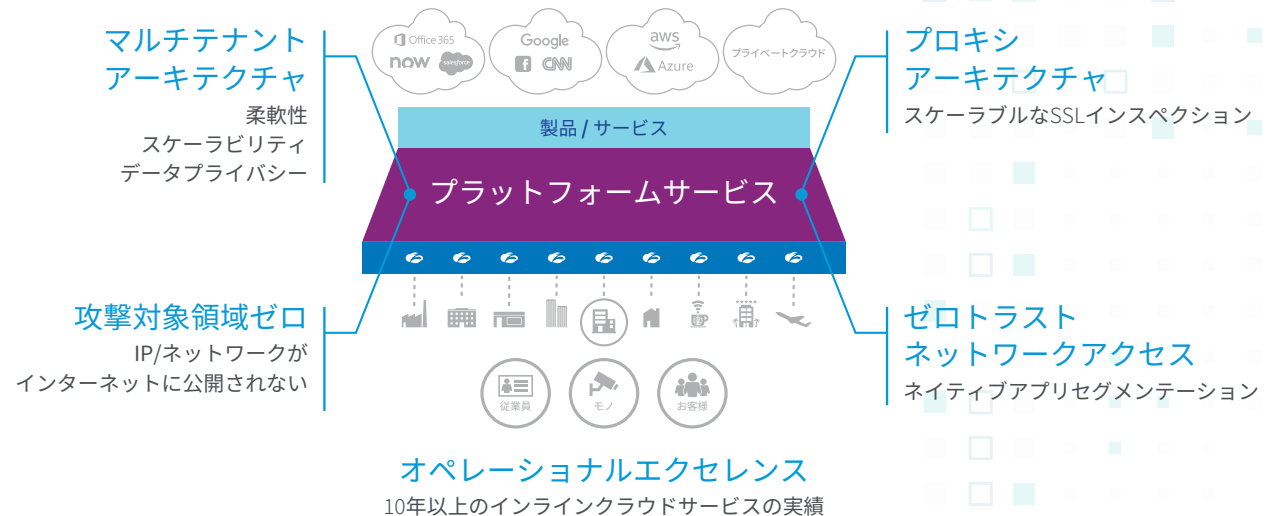 マルチテナント
アーキテクチャ
柔軟性
スケーラビリティ
データプライバシー
Office 365
now
salesforce
Google
f
CNN
aws
Azure
プライベートクラウド
プロキシ
アーキテクチャ
スケーラブルなSSLインスペクション
製品 / サービス
プラットフォームサービス
攻撃対象領域ゼロ
IP/ネットワークが
インターネットに公開されない
ゼロトラスト
ネットワークアクセス
ネイティブアプリセグメンテーション
従業員
モノ
お客様
オペレーショナルエクセレンス
10年以上のインラインクラウドサービスの実績